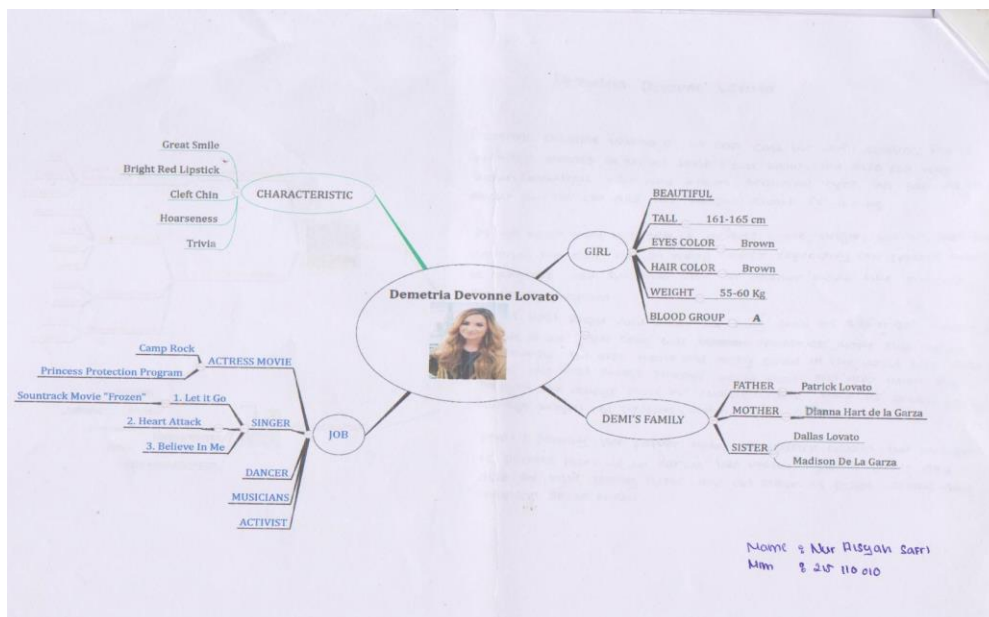 Demetria Devonne Lovato
CHARACTERISTIC
Great Smile
Bright Red Lipstick
Cleft Chin
Hoarseness
Trivia
GIRL
BEAUTIFUL
TALL 161-165 cm
EYES COLOR Brown
HAIR COLOR Brown
WEIGHT 55-60 Kg
BLOOD GROUP A
JOB
ACTRESS MOVIE
Camp Rock
Princess Protection Program
SINGER
1. Let it Go
Sountrack Movie "Frozen"
2. Heart Attack
3. Believe In Me
DANCER
MUSICIANS
ACTIVIST
DEMI'S FAMILY
FATHER Patrick Lovato
MOTHER Dianna Hart de la Garza
SISTER
Dallas Lovato
Madison De La Garza
Name : Nur Aisyah Safri
Nim : 215 110 010